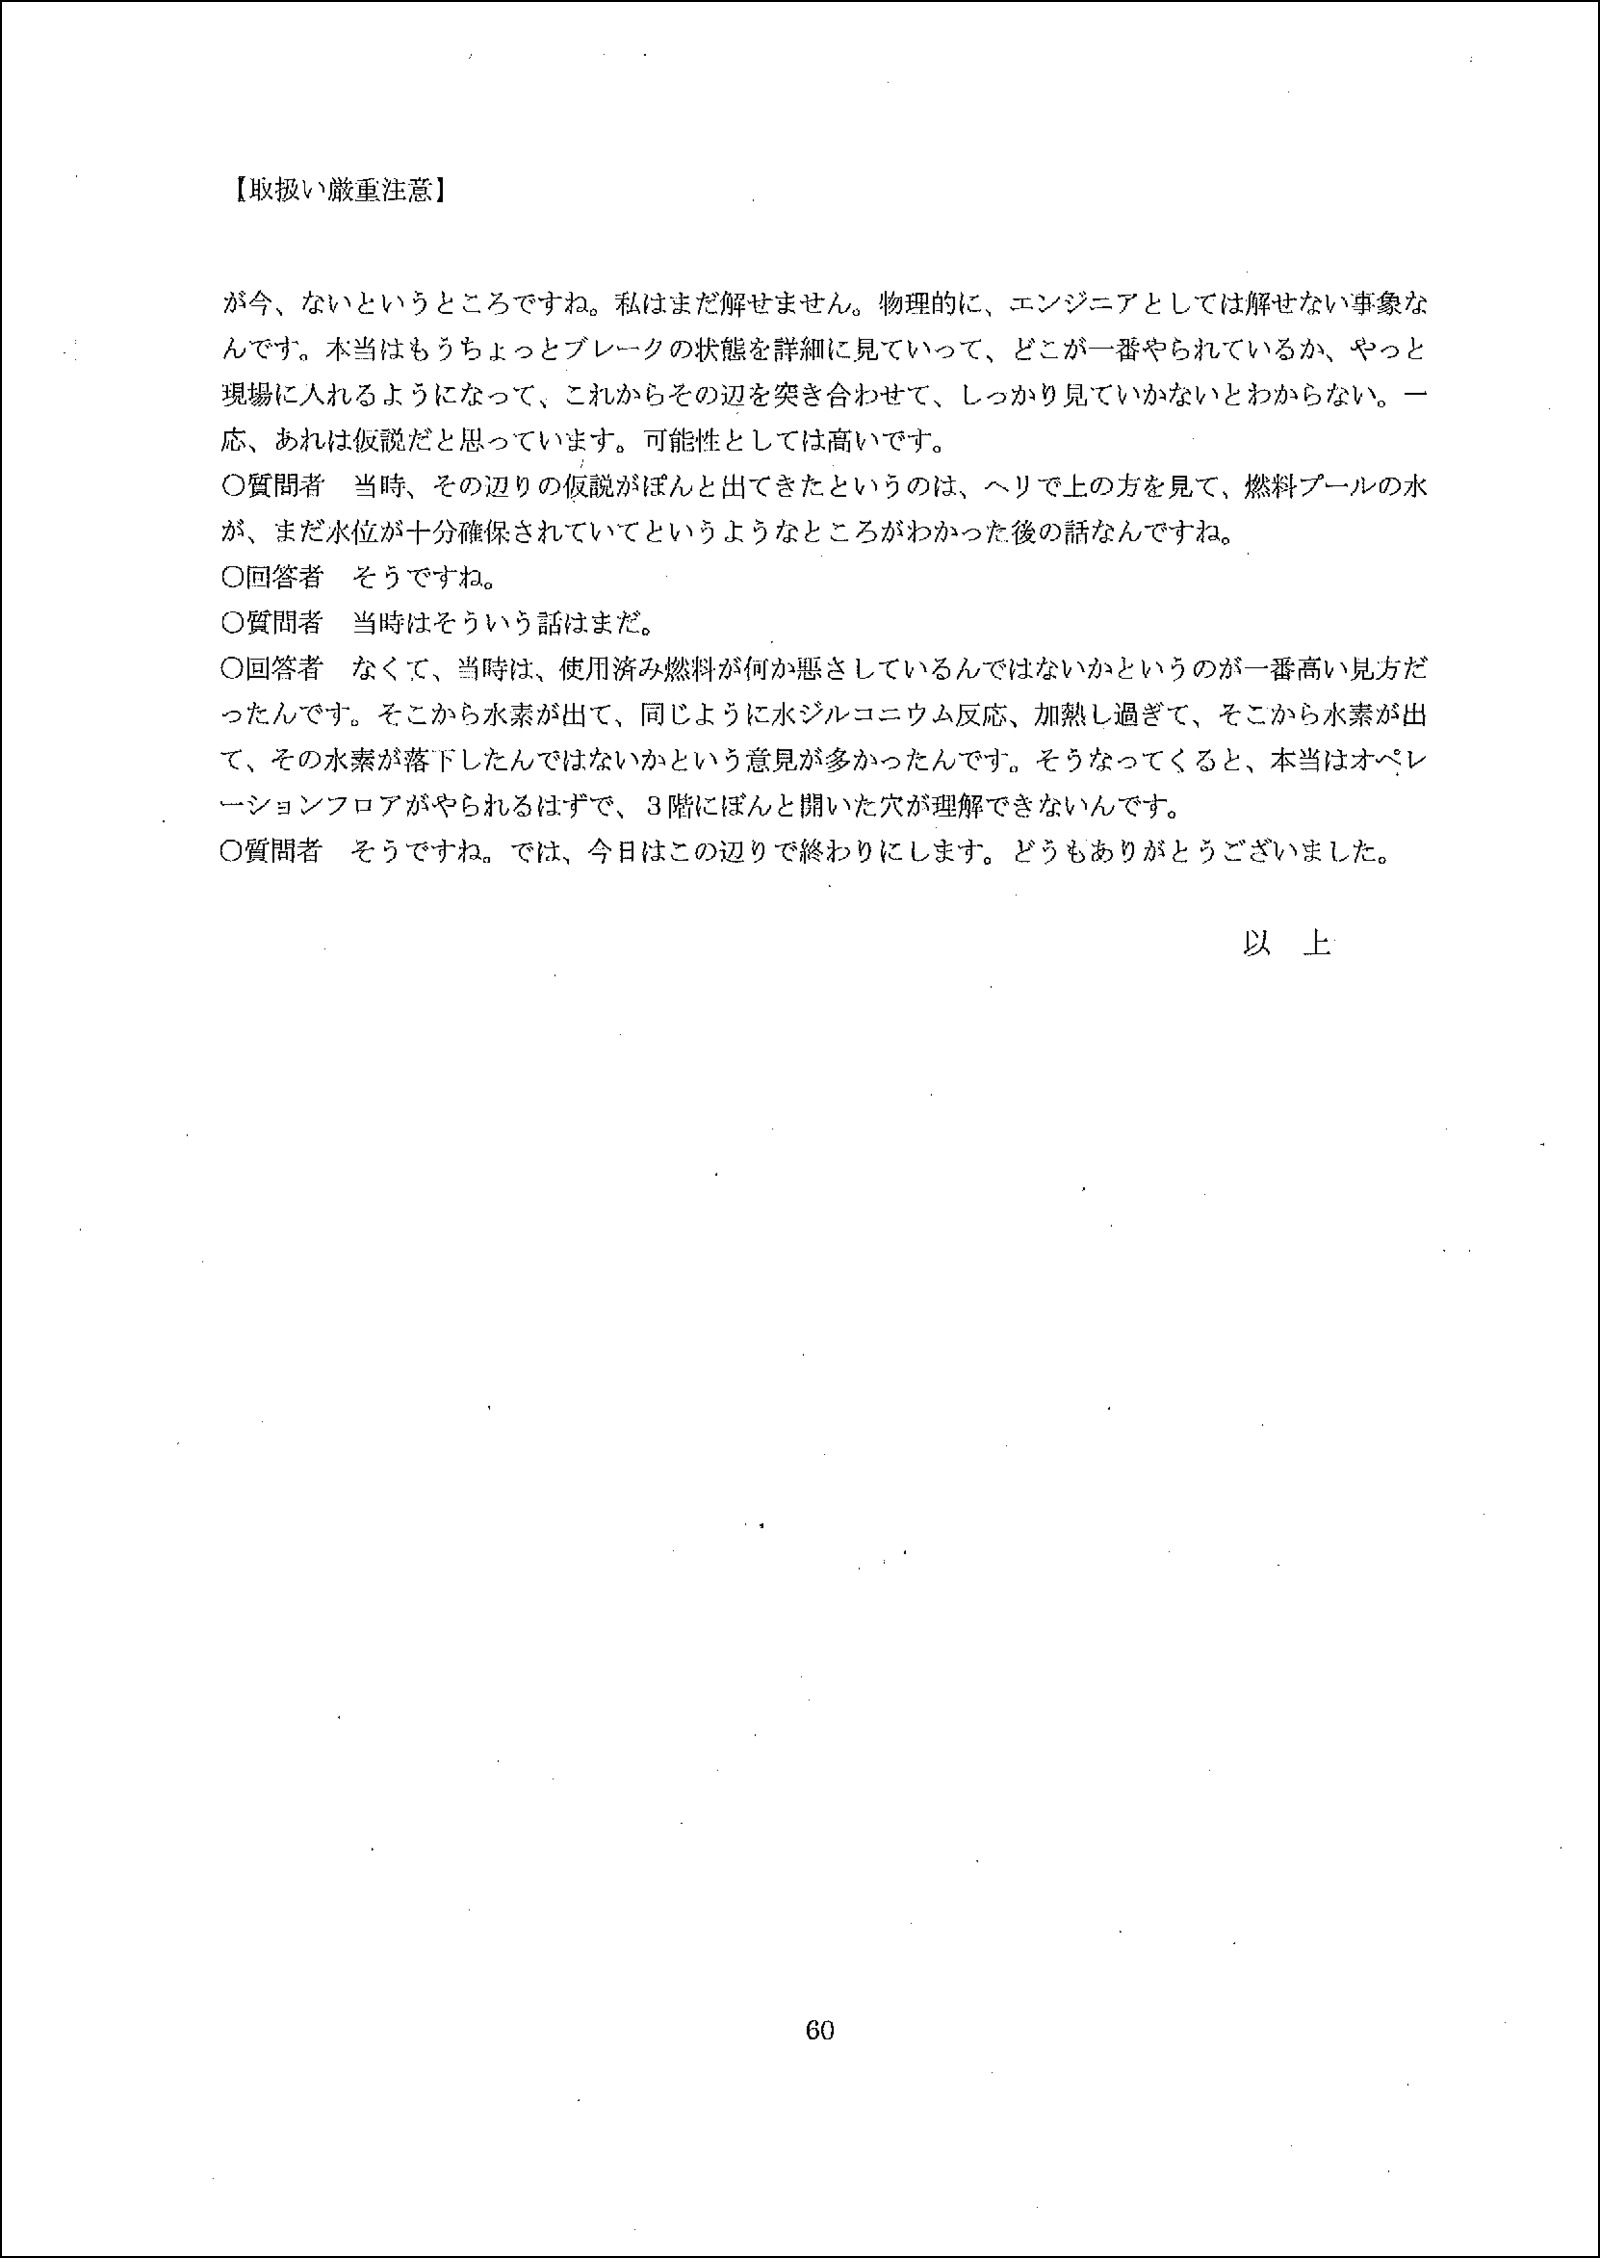 【取扱い厳重注意】
が今、ないというところですね。私はまだ解せません。物理的に、エンジニアとしては解せない事象な
んです。本当はもうちょっとブレークの状態を詳細に見ていって、どこが一番やられているか、やっと
現場に入れるようになって、これからその辺を突き合わせて、しっかり見ていかないとわからない。一
応、あれは仮説だと思っています。可能性としては高いです。
○質問者　当時、その辺りの仮説がぽんと出てきたというのは、ヘリで上の方を見て、燃料プールの水
が、まだ水位が十分確保されていてというようなところがわかった後の話なんですね。
○回答者　そうですね。
○質問者　当時はそういう話はまだ。
○回答者　なくて、当時は、使用済み燃料が何か悪さしているんではないかというのが一番高い見方だ
ったんです。そこから水素が出て、同じように水ジルコニウム反応、加熱し過ぎて、そこから水素が出
て、その水素が落下したんではないかという意見が多かったんです。そうなってくると、本当はオペレ
ーションフロアがやられるはずで、３階にぼんと開いた穴が理解できないんです。
○質問者　そうですね。では、今日はこの辺りで終わりにします。どうもありがとうございました。
以　上
60